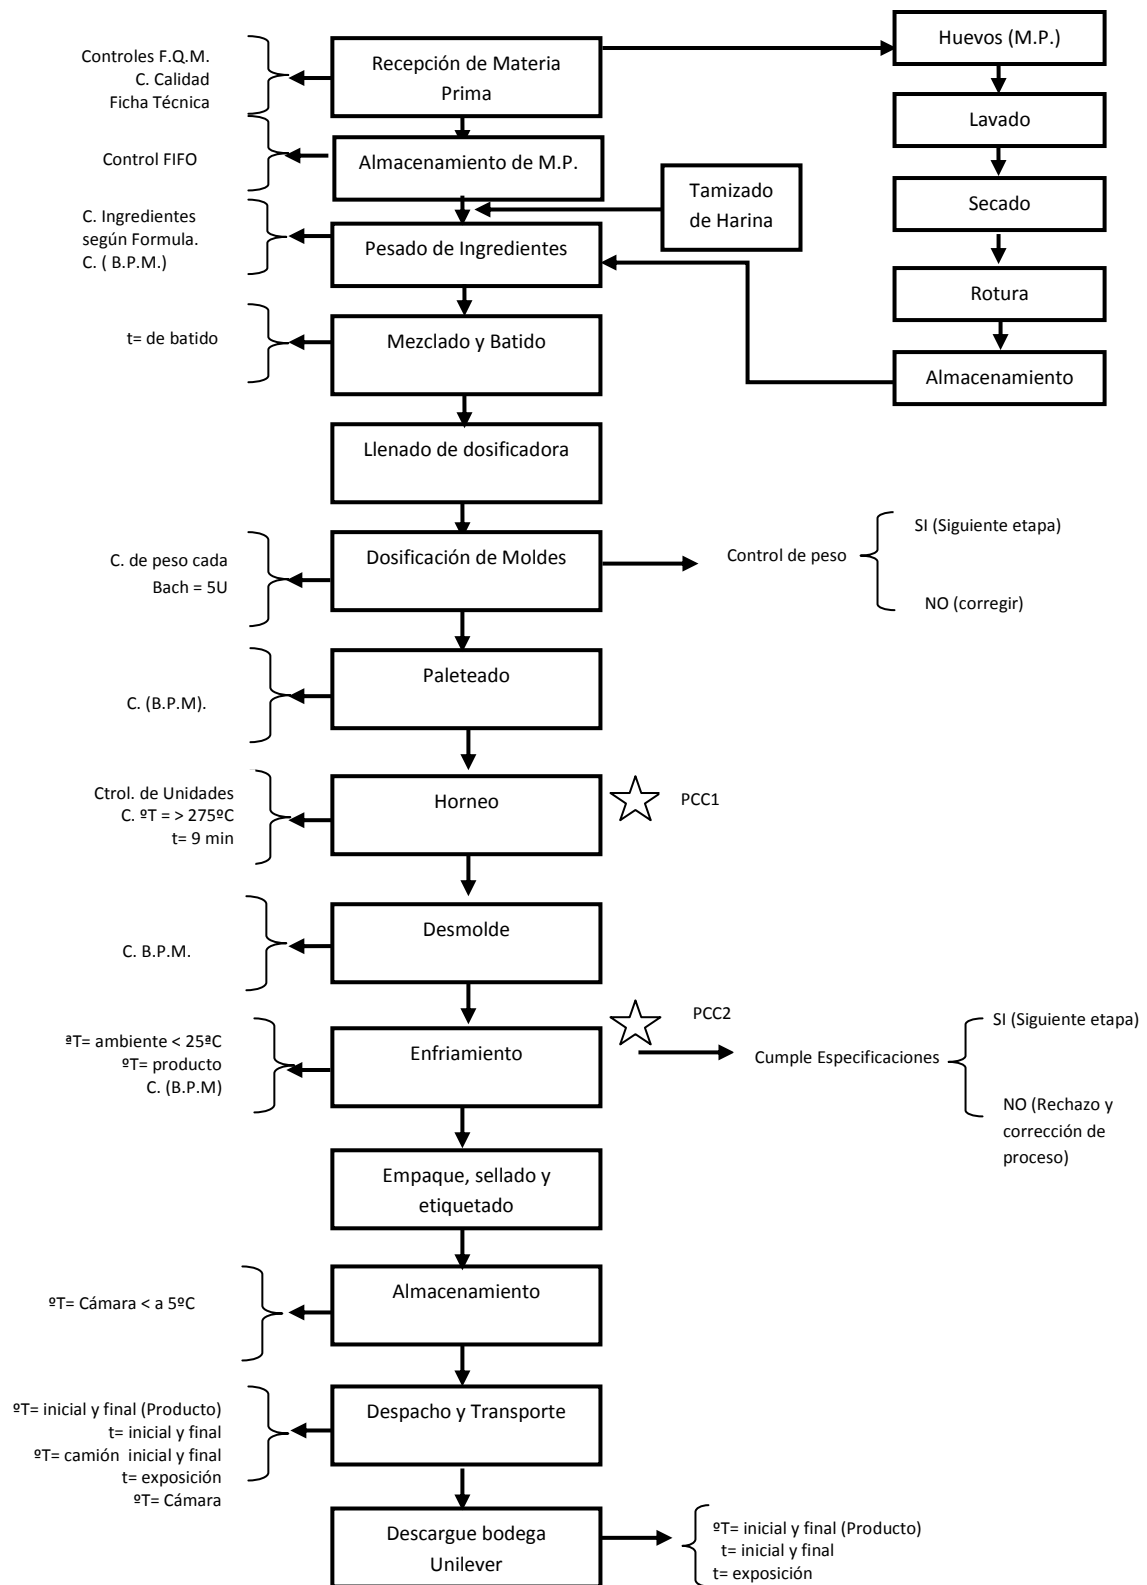 Controles F.Q.M.
C. Calidad
Ficha Técnica
Recepción de Materia
Prima
Huevos (M.P.)
Lavado
Control FIFO
Almacenamiento de M.P.
Tamizado
de Harina
Secado
C. Ingredientes
según Formula.
C. ( B.P.M.)
Pesado de Ingredientes
Rotura
t= de batido
Mezclado y Batido
Almacenamiento
Llenado de dosificadora
C. de peso cada
Bach = 5U
Dosificación de Moldes
Control de peso
SI (Siguiente etapa)
NO (corregir)
C. (B.P.M).
Paleteado
Ctrol. de Unidades
C. ºT = > 275ºC
t= 9 min
Horneo
PCC1
C. B.P.M.
Desmolde
ªT= ambiente < 25ªC
ºT= producto
C. (B.P.M)
Enfriamiento
PCC2
Cumple Especificaciones
SI (Siguiente etapa)
NO (Rechazo y
corrección de
proceso)
Empaque, sellado y
etiquetado
ºT= Cámara < a 5ºC
Almacenamiento
ºT= inicial y final (Producto)
t= inicial y final
ºT= camión inicial y final
t= exposición
ºT= Cámara
Despacho y Transporte
Descargue bodega
Unilever
ºT= inicial y final (Producto)
t= inicial y final
t= exposición